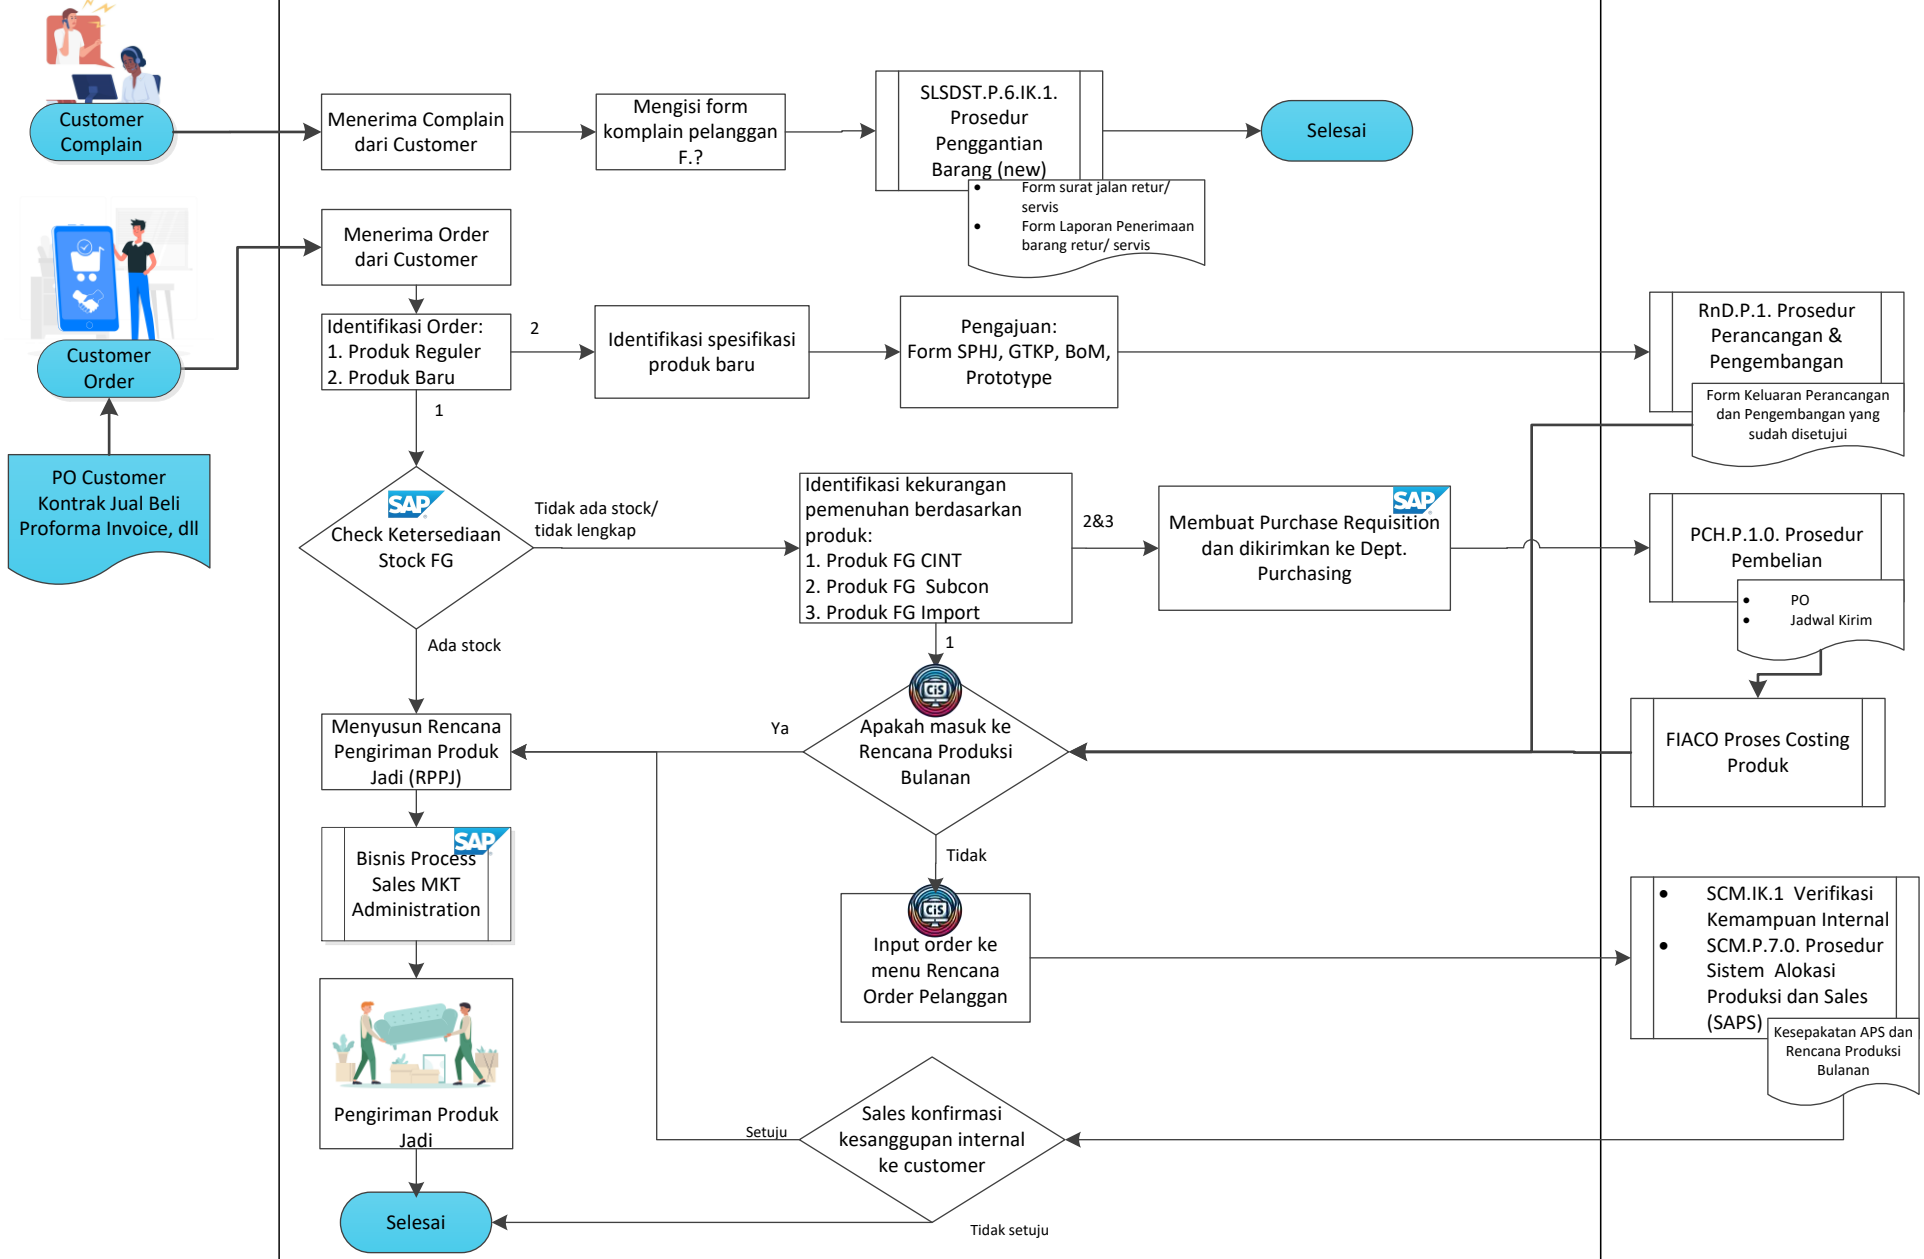 Customer
Complain
Menerima Complain
dari Customer
Mengisi form
komplain pelanggan
F.?
SLSDST.P.6.IK.1.
Prosedur
Penggantian
Barang (new)
• Form surat jalan retur/
servis
• Form Laporan Penerimaan
barang retur/ servis
Selesai
Customer
Order
PO Customer
Kontrak Jual Beli
Proforma Invoice, dll
Menerima Order
dari Customer
Identifikasi Order:
1. Produk Reguler
2. Produk Baru
2
1
Identifikasi spesifikasi
produk baru
Pengajuan:
Form SPHJ, GTKP, BoM,
Prototype
RnD.P.1. Prosedur
Perancangan &
Pengembangan
Form Keluaran Perancangan
dan Pengembangan yang
sudah disetujui
SAP
Check Ketersediaan
Stock FG
Tidak ada stock/
tidak lengkap
Ada stock
Identifikasi kekurangan
pemenuhan berdasarkan
produk:
1. Produk FG CINT
2. Produk FG  Subcon
3. Produk FG Import
2&3
1
SAP
Membuat Purchase Requisition
dan dikirimkan ke Dept.
Purchasing
PCH.P.1.0. Prosedur
Pembelian
• PO
• Jadwal Kirim
FIACO Proses Costing
Produk
CiS
Apakah masuk ke
Rencana Produksi
Bulanan
Ya
Tidak
Menyusun Rencana
Pengiriman Produk
Jadi (RPPJ)
SAP
Bisnis Process
Sales MKT
Administration
CiS
Input order ke
menu Rencana
Order Pelanggan
• SCM.IK.1  Verifikasi
Kemampuan Internal
• SCM.P.7.0. Prosedur
Sistem  Alokasi
Produksi dan Sales
(SAPS)
Kesepakatan APS dan
Rencana Produksi
Bulanan
Pengiriman Produk
Jadi
Sales konfirmasi
kesanggupan internal
ke customer
Setuju
Tidak setuju
Selesai